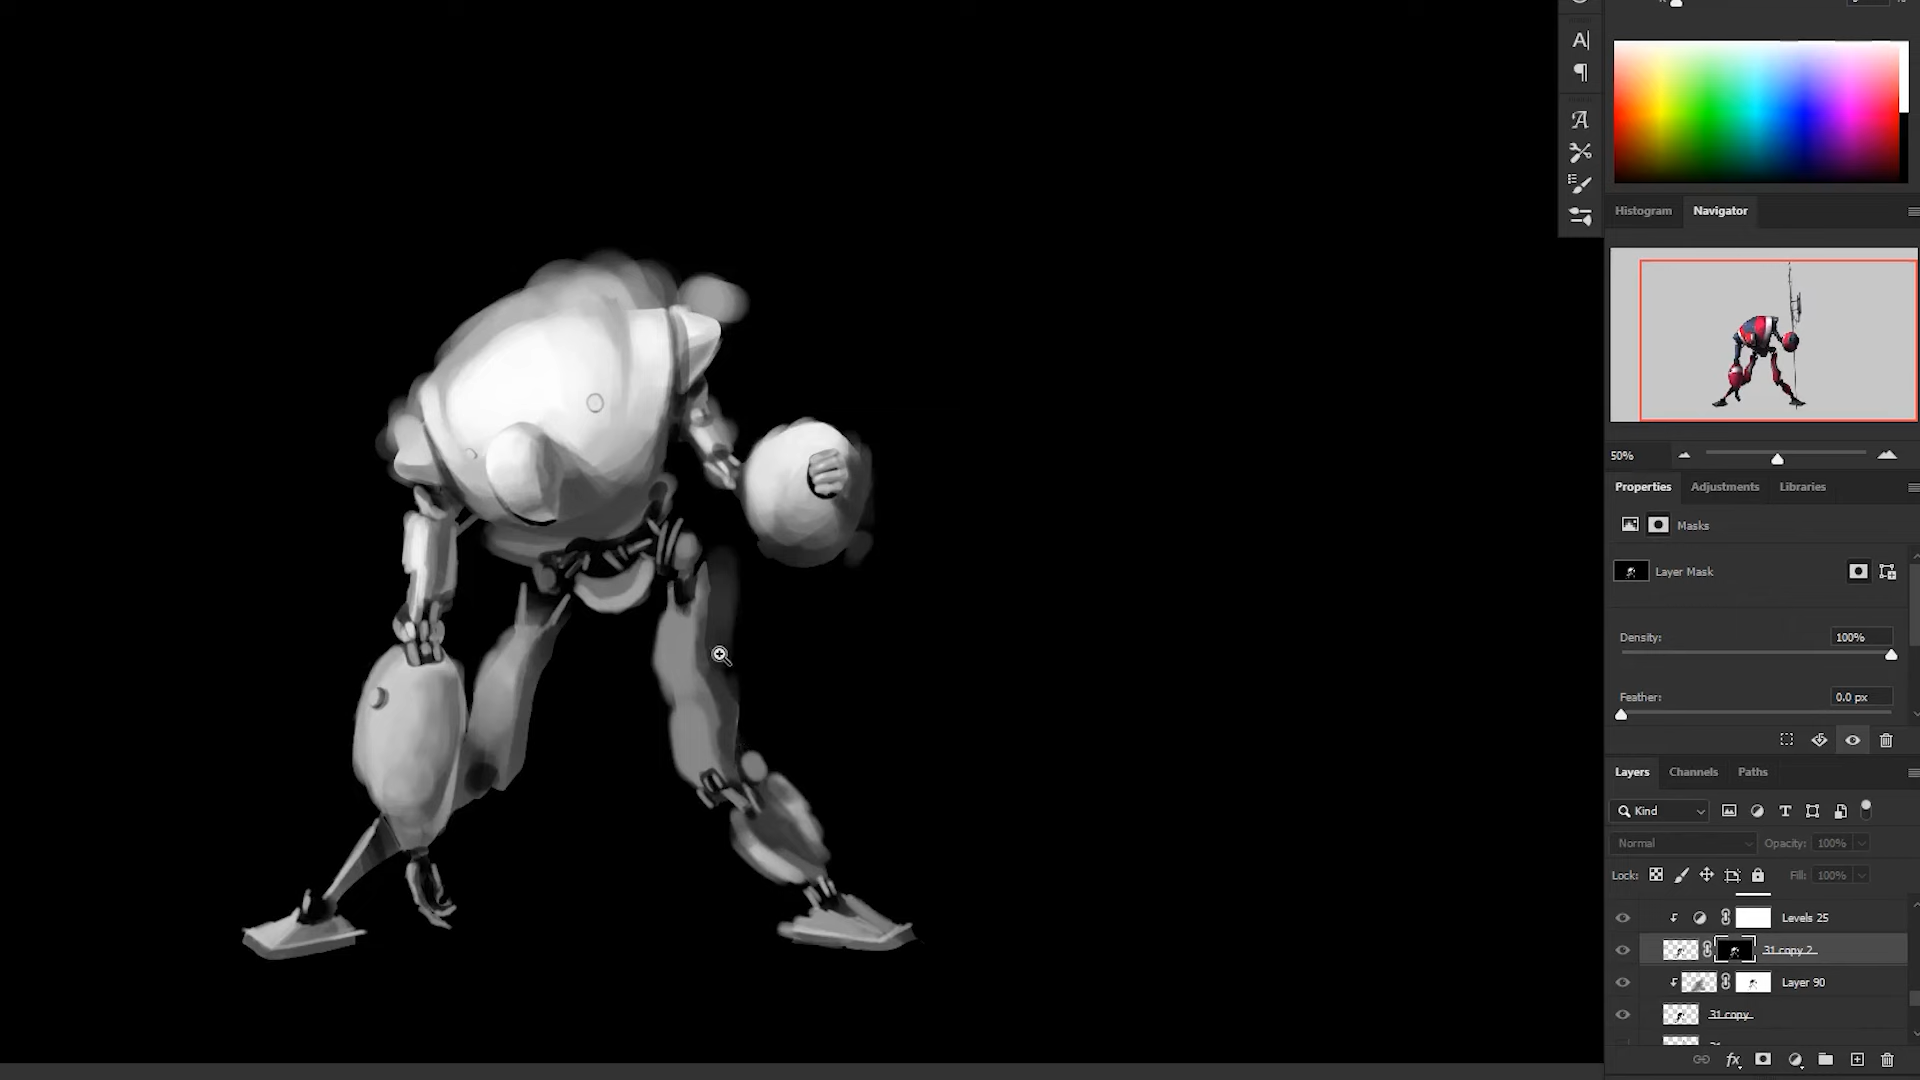 Histogram Navigator
50%
Properties Adjustments Libraries
Masks
Layer Mask
Density: 100%
Feather: 0.0 px
Layers Channels Paths
Kind
Normal Opacity: 100%
Lock: Fill: 100%
Levels 25
31 copy 2
Layer 90
31 copy